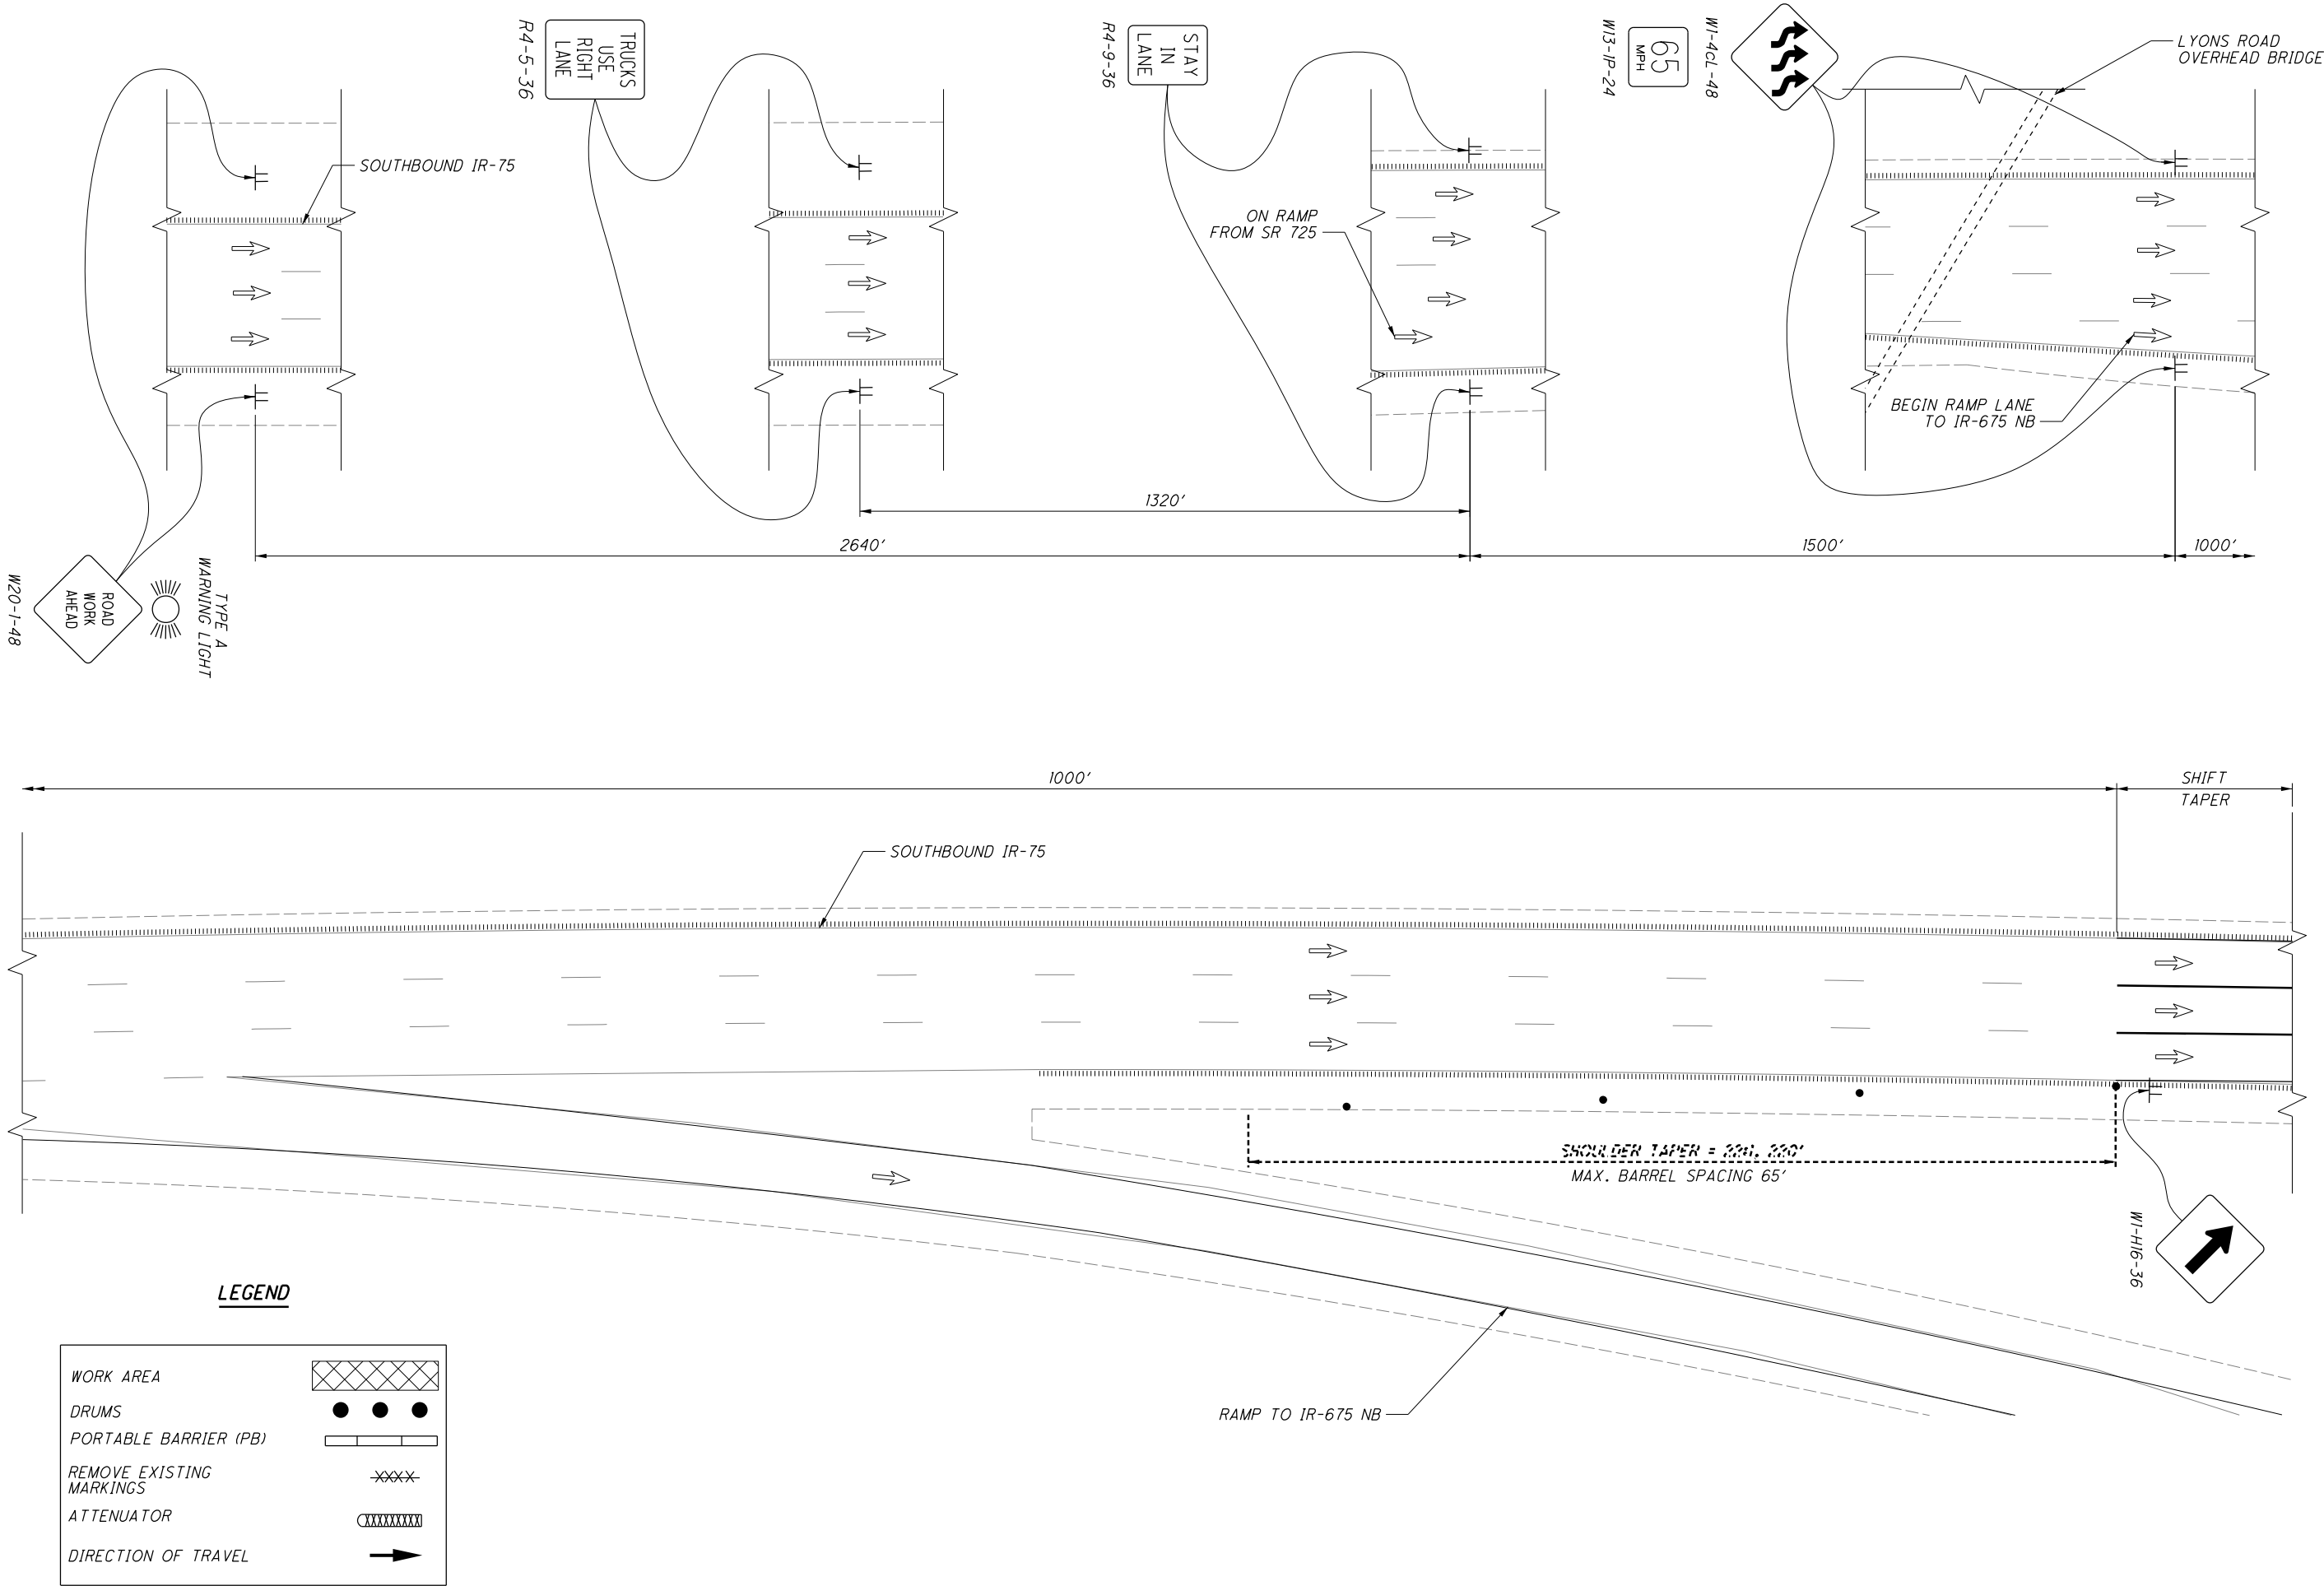 LYONS ROAD
OVERHEAD BRIDGE
W1-4cL-48
65
MPH
W13-1P-24
STAY
IN
LANE
R4-9-36
TRUCKS
USE
RIGHT
LANE
R4-5-36
SOUTHBOUND IR-75
ON RAMP
FROM SR 725
BEGIN RAMP LANE
TO IR-675 NB
1320'
2640'
1500'
1000'
TYPE A
WARNING LIGHT
ROAD
WORK
AHEAD
W20-1-48
1000'
SHIFT
TAPER
SOUTHBOUND IR-75
SHOULDER TAPER =
MAX. BARREL SPACING 65'
W1-H16-36
RAMP TO IR-675 NB
LEGEND
WORK AREA
DRUMS
PORTABLE BARRIER (PB)
REMOVE EXISTING
MARKINGS
ATTENUATOR
DIRECTION OF TRAVEL